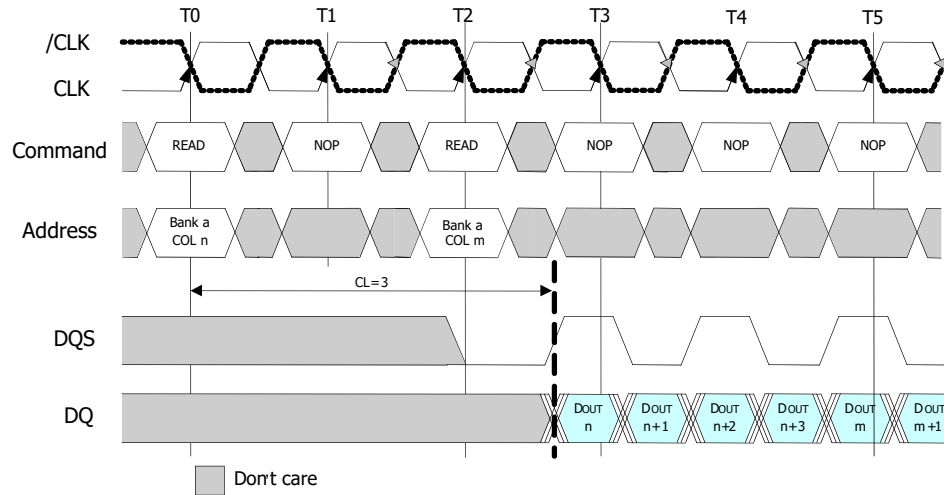 T0 T1 T2 T3 T4 T5
/CLK
CLK
Command READ NOP READ NOP NOP NOP
Address Bank a COL n Bank a COL m
CL=3
DQS
DQ DOUT n DOUT n+1 DOUT n+2 DOUT n+3 DOUT m DOUT m+1
Don't care